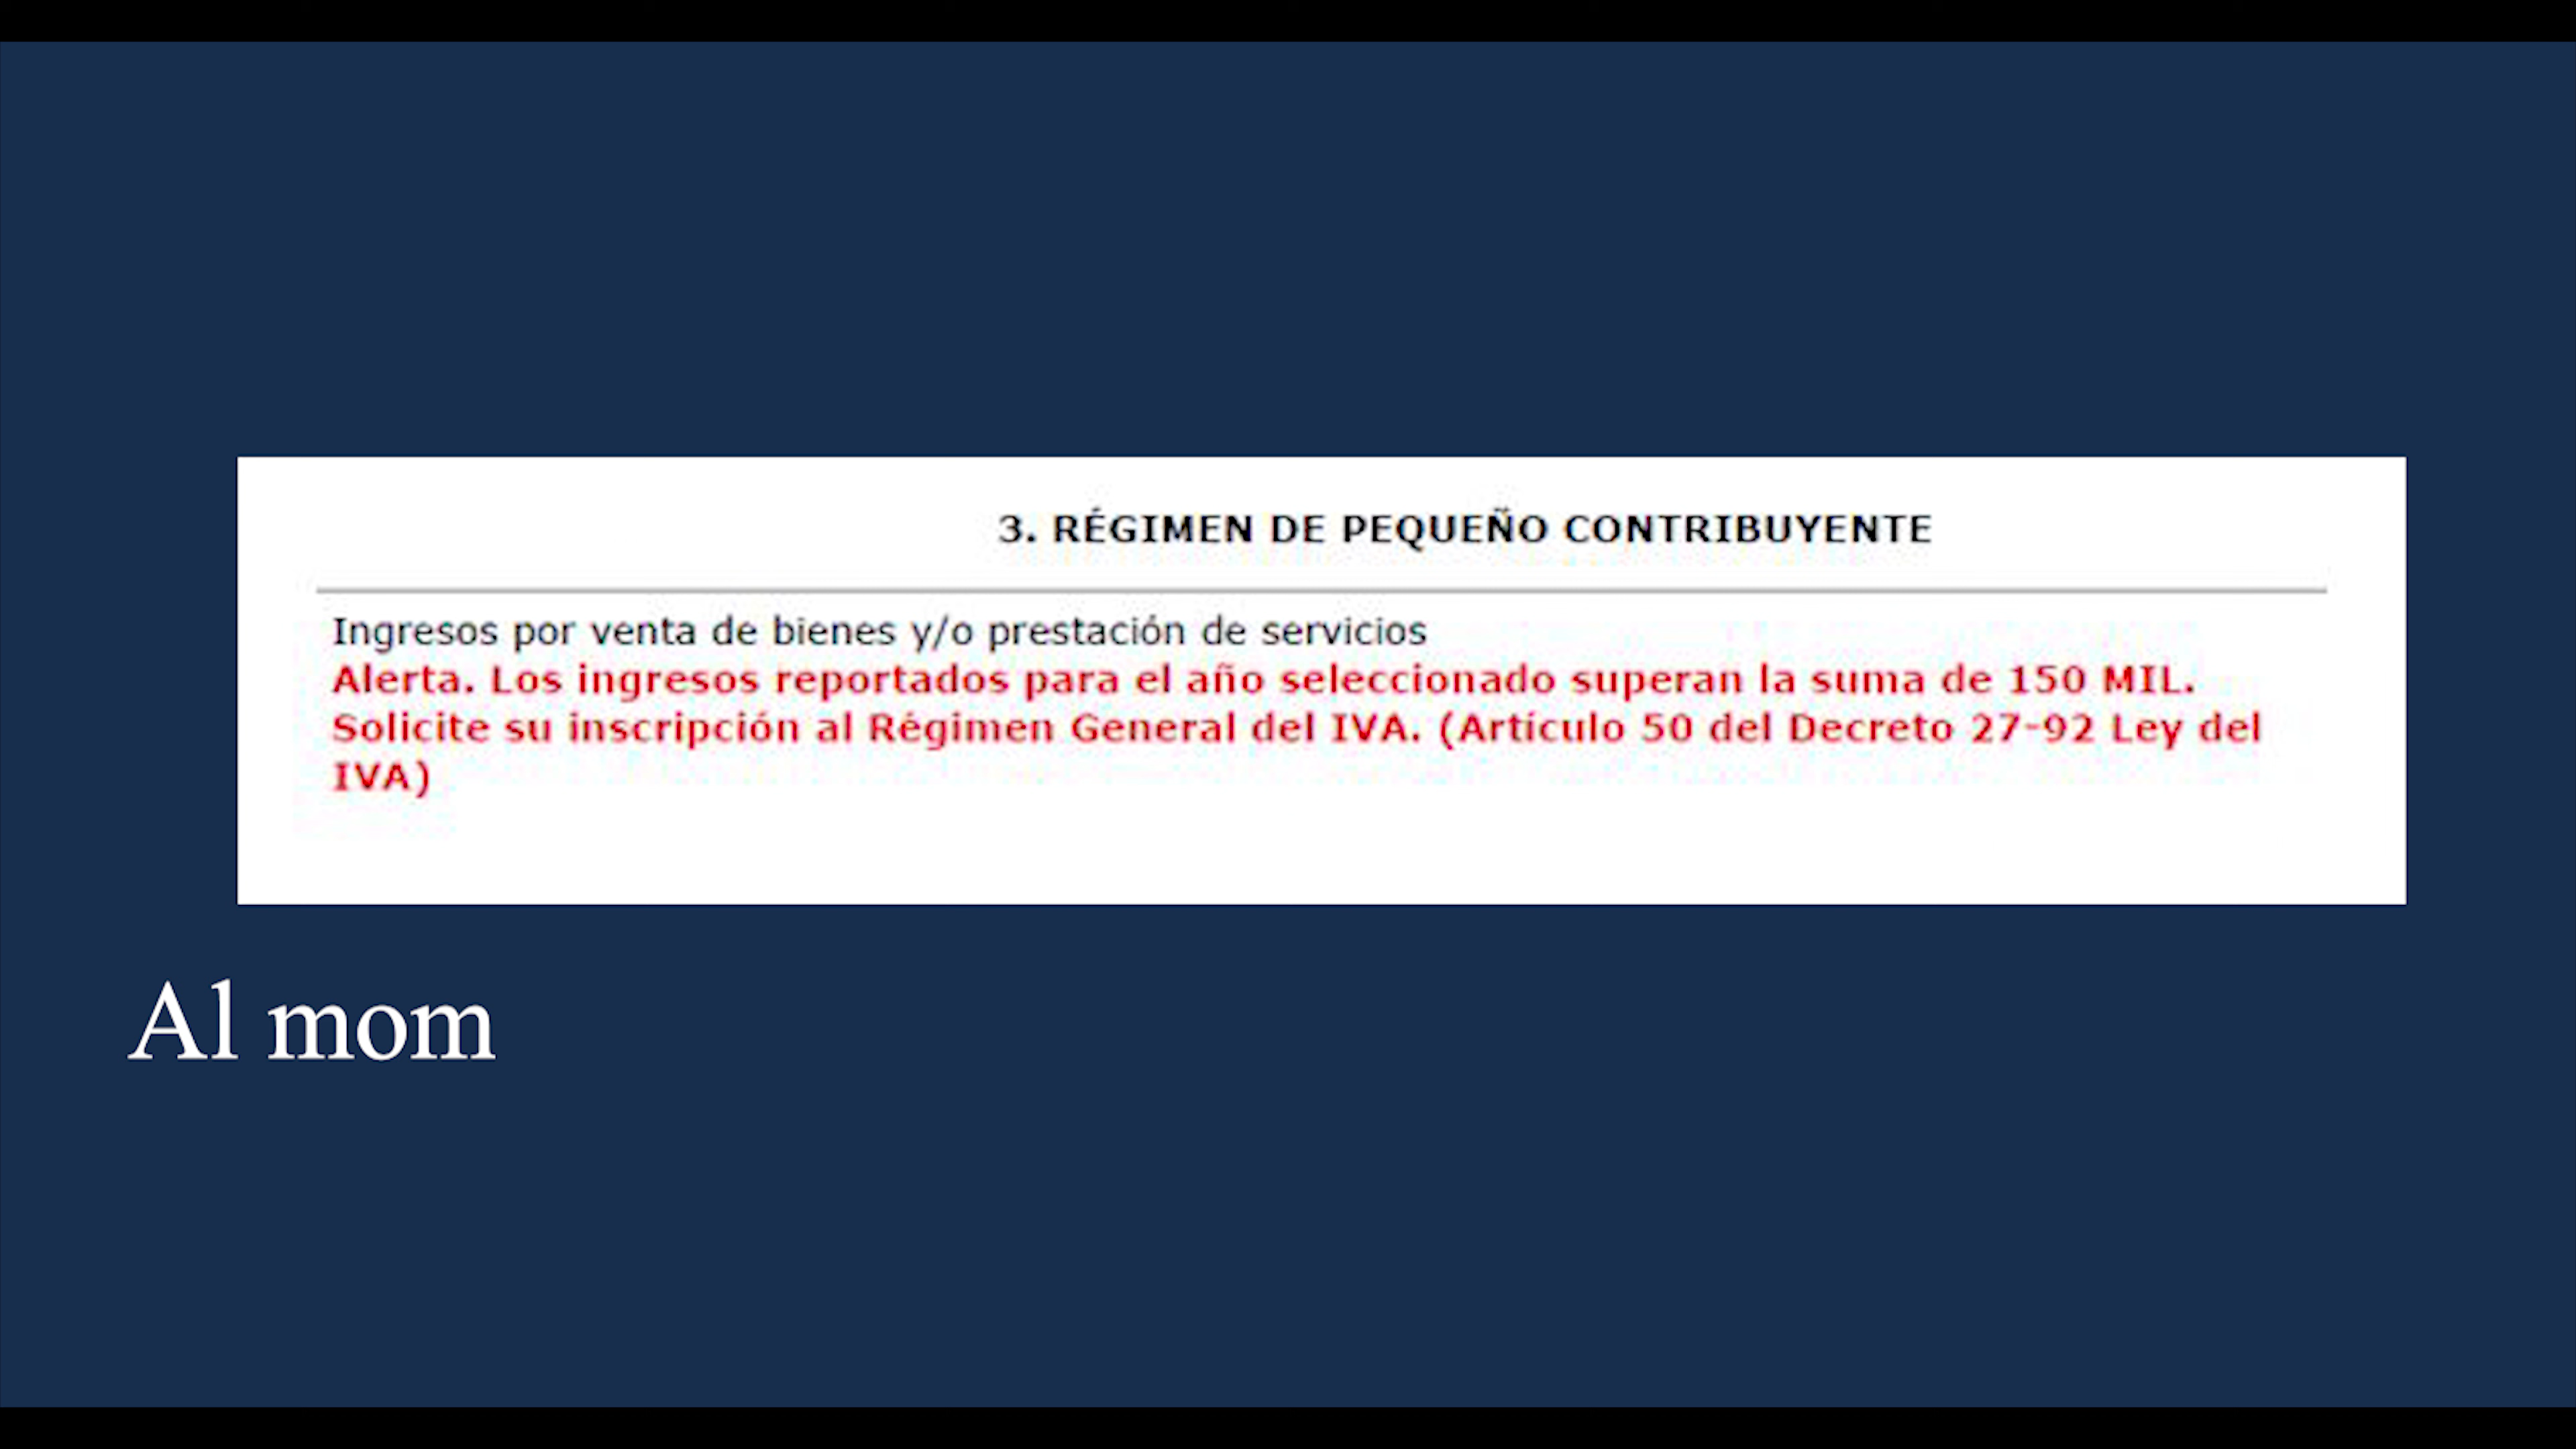 3. RÉGIMEN DE PEQUEÑO CONTRIBUYENTE
Ingresos por venta de bienes y/o prestación de servicios
Alerta. Los ingresos reportados para el año seleccionado superan la suma de 150 MIL.
Solicite su inscripción al Régimen General del IVA. (Artículo 50 del Decreto 27-92 Ley del
IVA)
Al mom